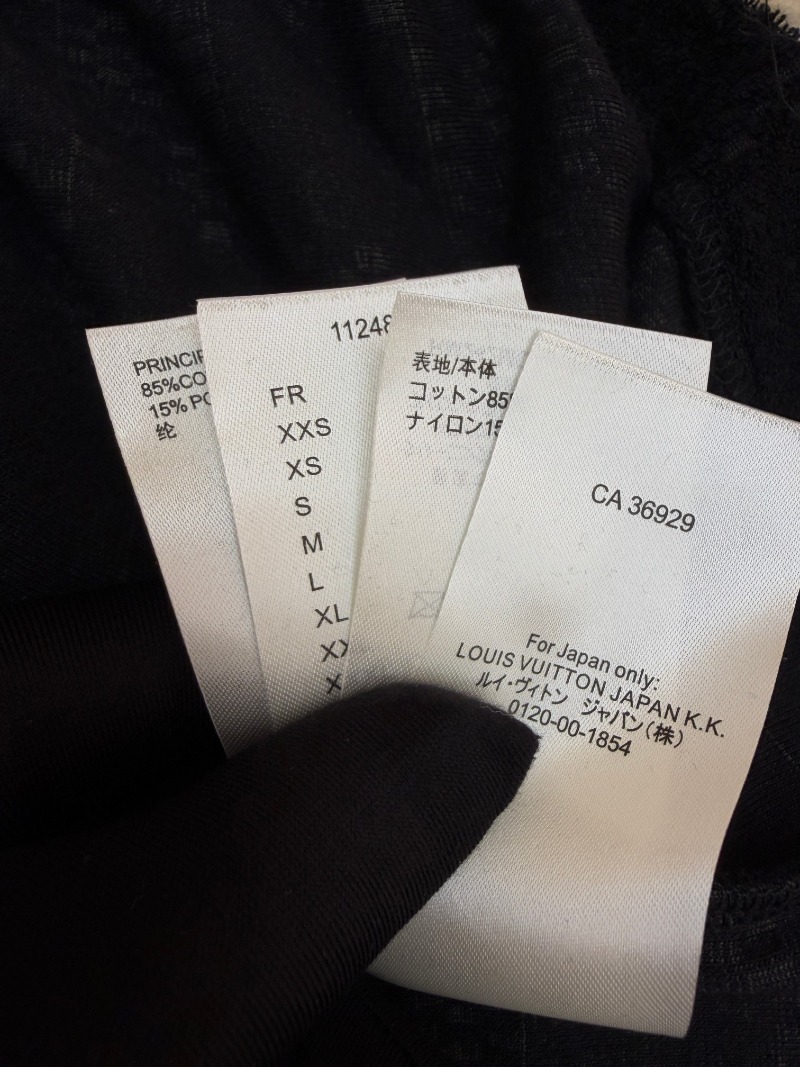 PRINCIP
85%CO
15% PO
纶
11248
FR
XXS
XS
S
M
L
XL
XX
X
表地/本体
コットン85
ナイロン15
CA 36929
For Japan only:
LOUIS VUITTON JAPAN K.K.
ルイ・ヴィトン ジャパン(株)
0120-00-1854